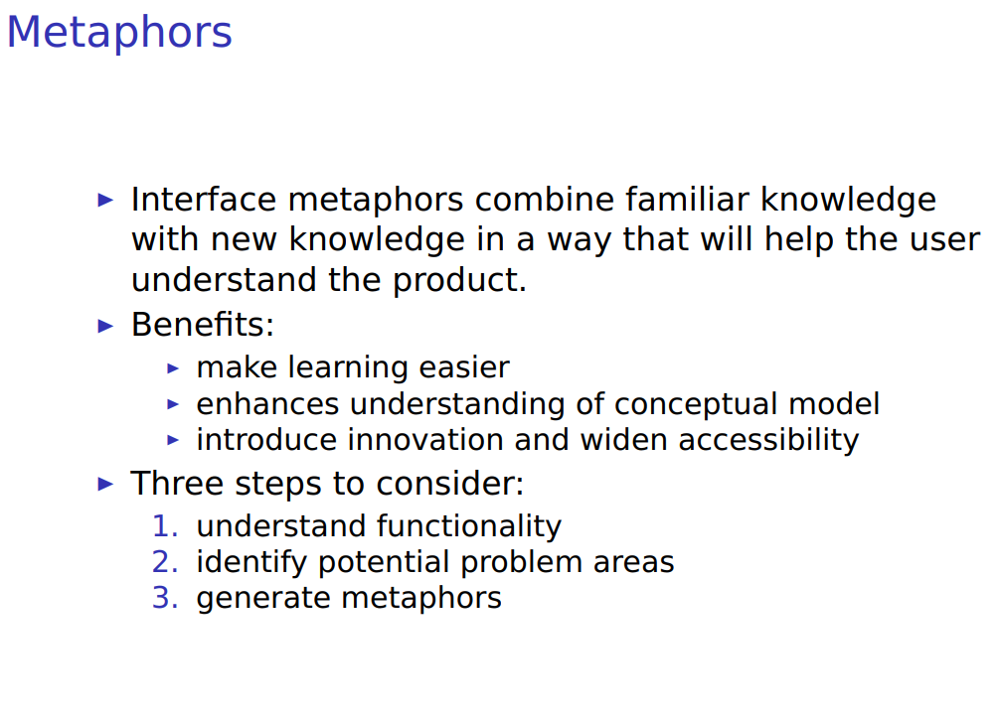 Metaphors
▶ Interface metaphors combine familiar knowledge
with new knowledge in a way that will help the user
understand the product.
▶ Benefits:
▶ make learning easier
▶ enhances understanding of conceptual model
▶ introduce innovation and widen accessibility
▶ Three steps to consider:
1. understand functionality
2. identify potential problem areas
3. generate metaphors